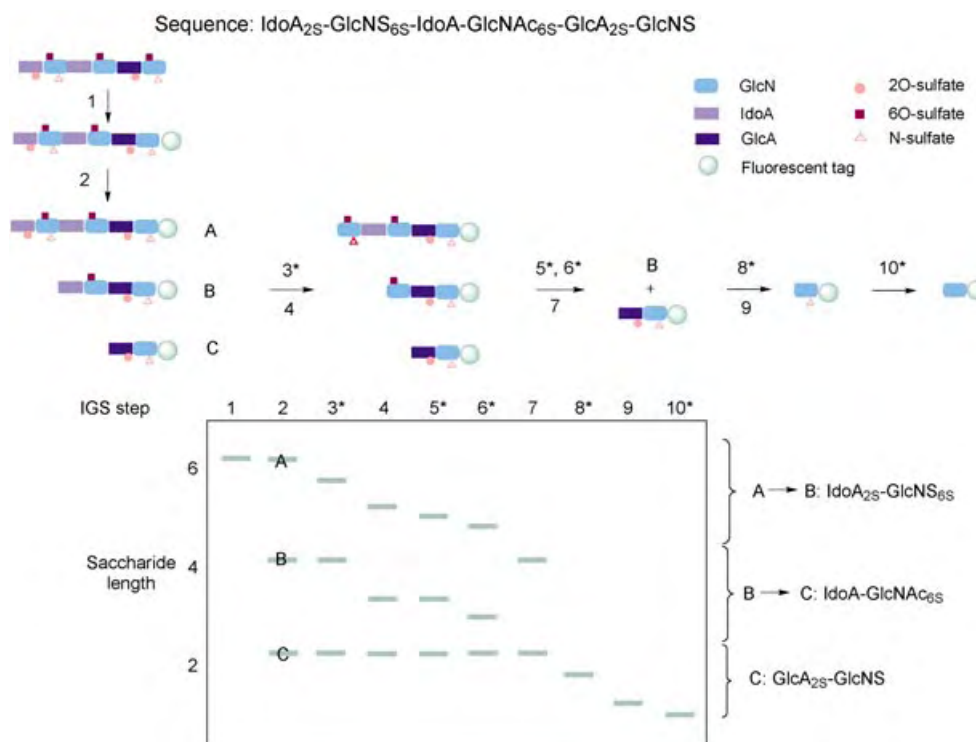 Sequence: IdoA2S-GlcNS6S-IdoA-GlcNAc6S-GlcA2S-GlcNS
1
2
GlcN
IdoA
GlcA
Fluorescent tag
2O-sulfate
6O-sulfate
N-sulfate
A
B
C
3*
4
5*, 6*
7
B
+
8*
9
10*
IGS step 1 2 3* 4 5* 6* 7 8* 9 10*
6
4
2
Saccharide
length
A
B
C
A → B: IdoA2S-GlcNS6S
B → C: IdoA-GlcNAc6S
C: GlcA2S-GlcNS